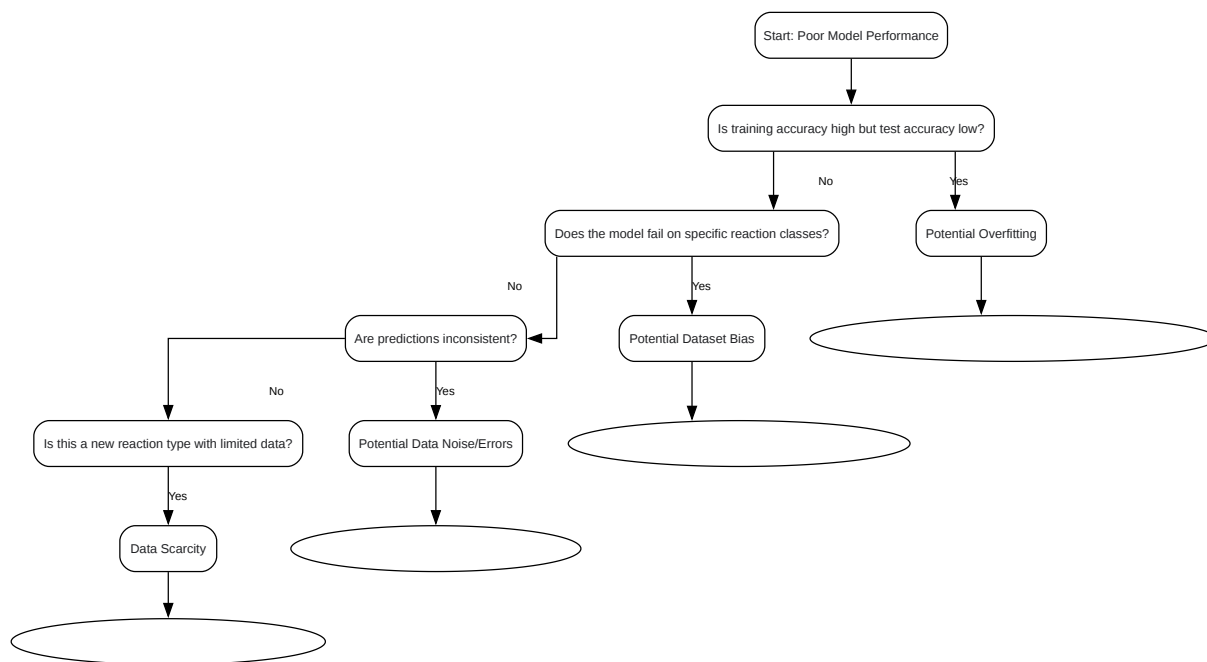 Start: Poor Model Performance
Is training accuracy high but test accuracy low?
No
Yes
Does the model fail on specific reaction classes?
Potential Overfitting
No
Yes
Are predictions inconsistent?
Potential Dataset Bias
No
Yes
Is this a new reaction type with limited data?
Potential Data Noise/Errors
Yes
Data Scarcity